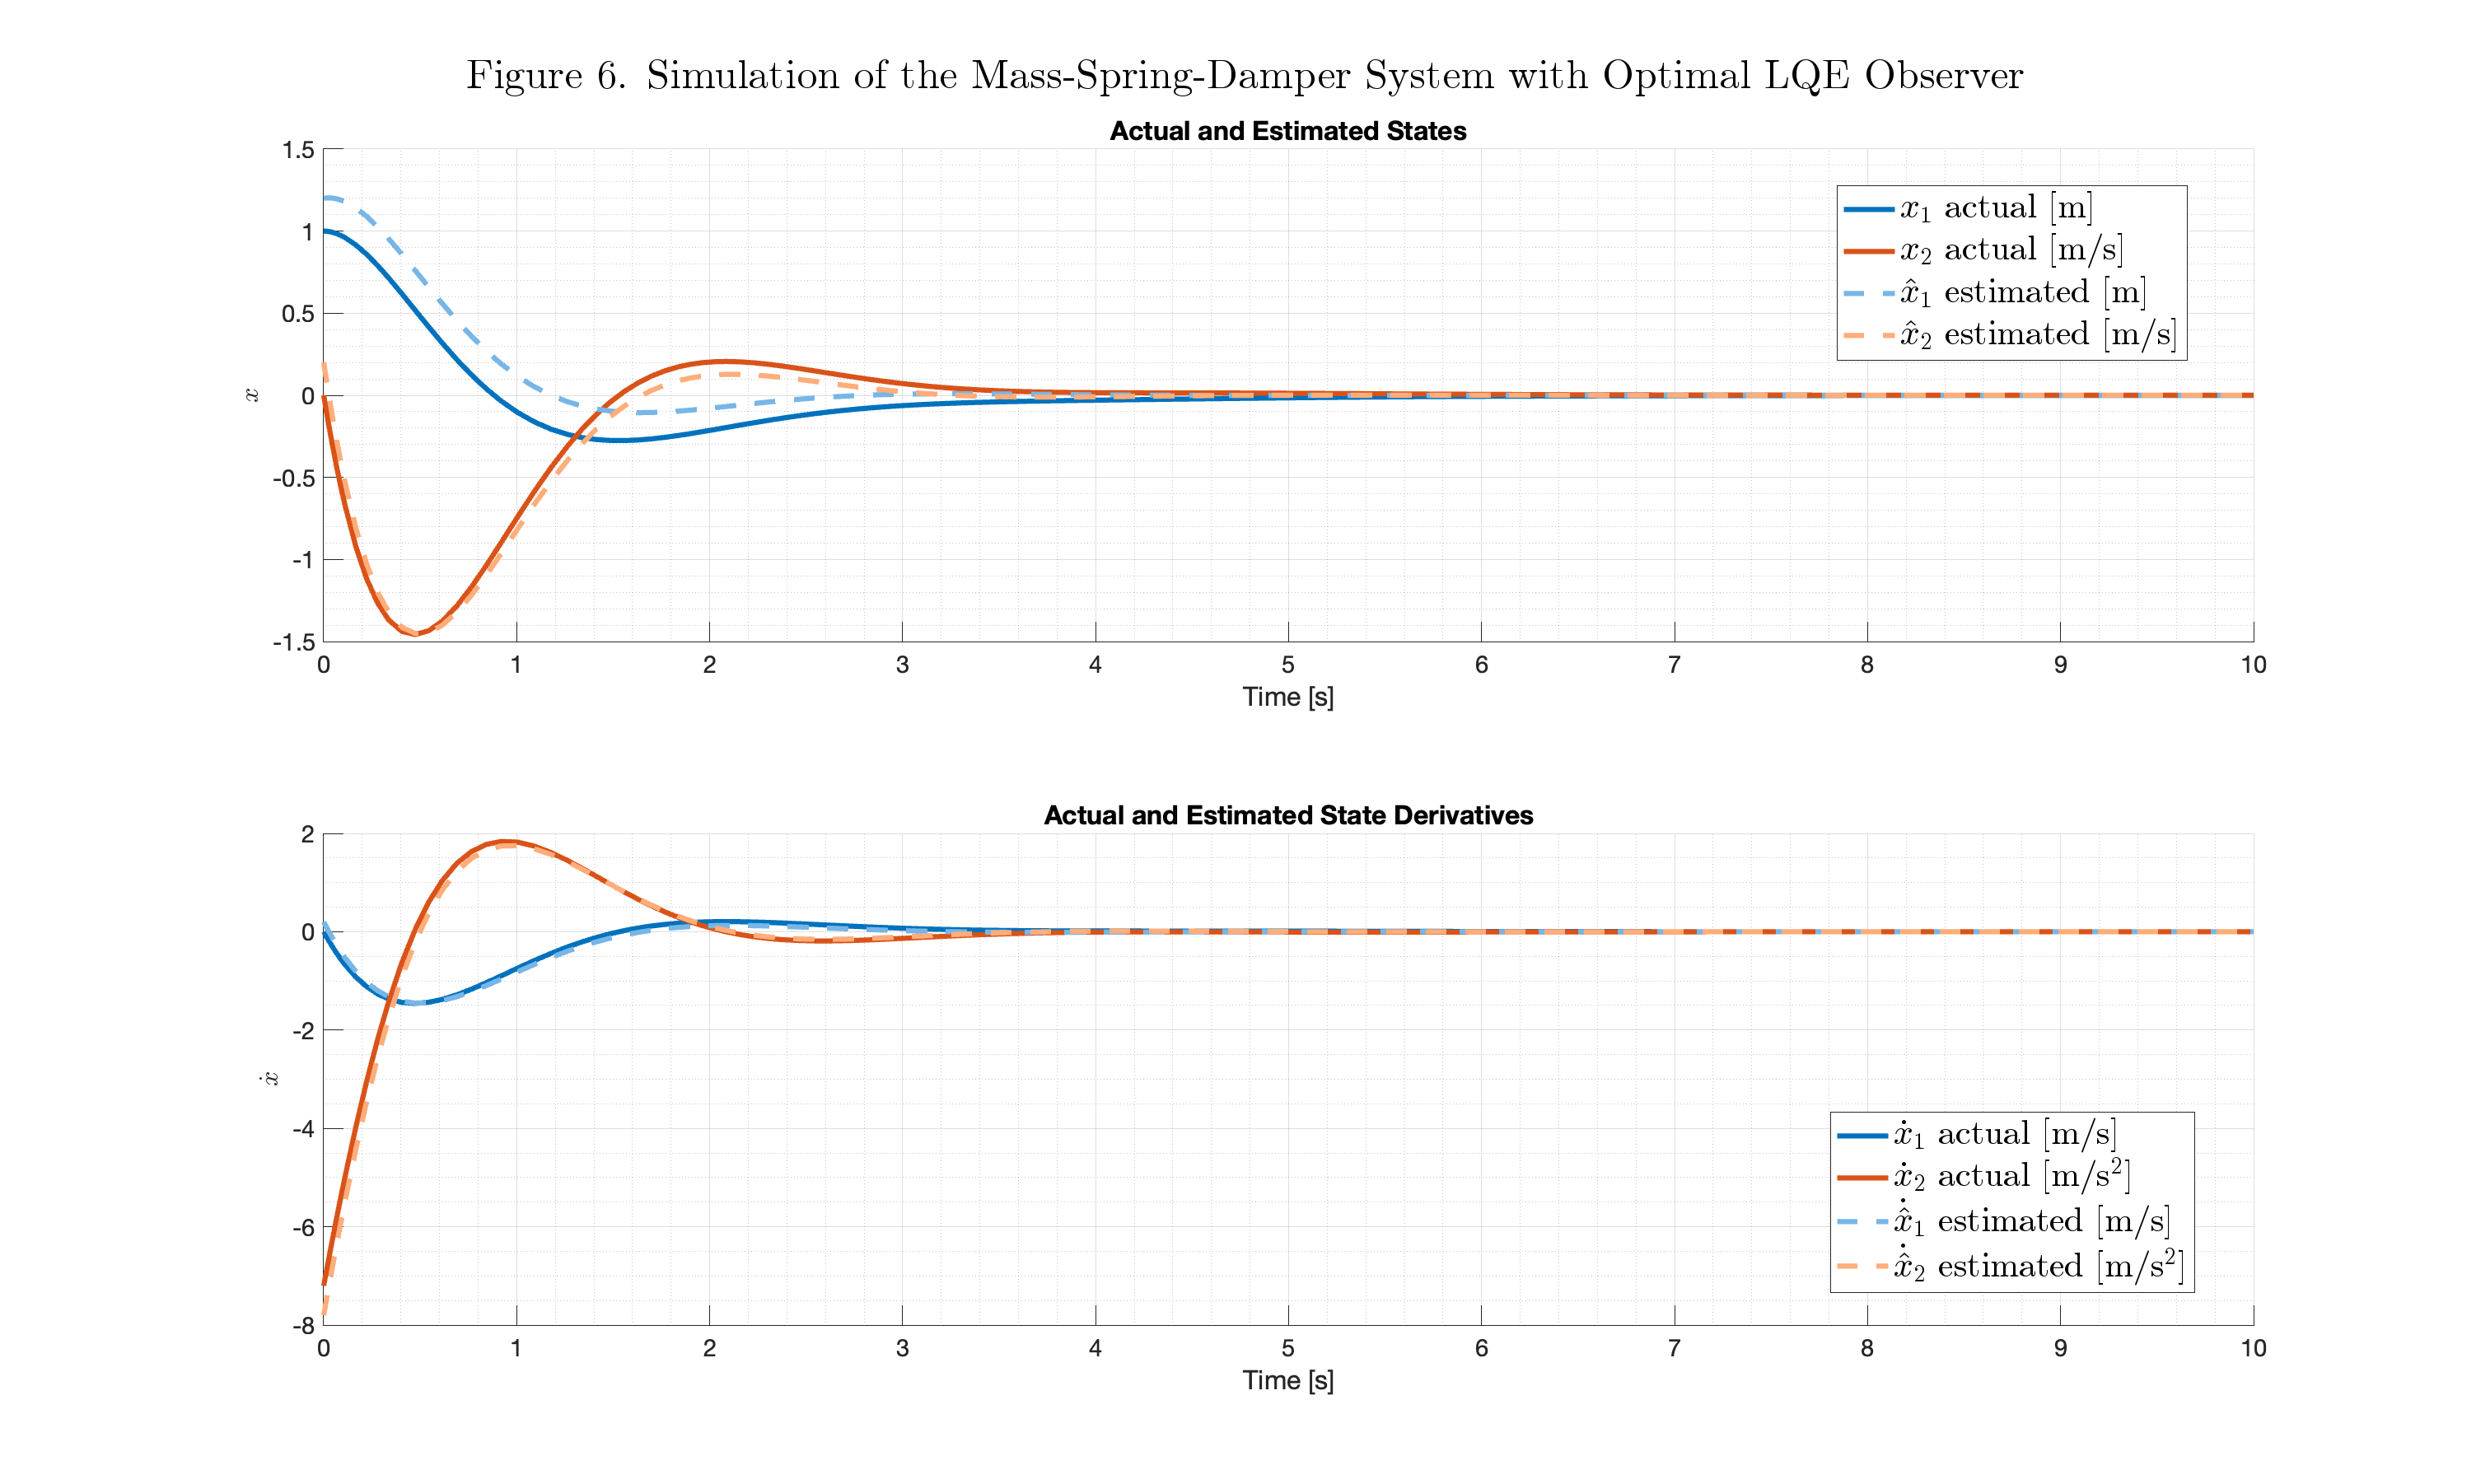 Figure 6. Simulation of the Mass-Spring-Damper System with Optimal LQE Observer
Actual and Estimated States
1.5
1
0.5
0
-0.5
-1
-1.5
x
x₁ actual [m]
x₂ actual [m/s]
x̂₁ estimated [m]
x̂₂ estimated [m/s]
0 1 2 3 4 5 6 7 8 9 10
Time [s]
Actual and Estimated State Derivatives
2
0
-2
-4
-6
-8
ẋ
ẋ₁ actual [m/s]
ẋ₂ actual [m/s²]
x̂̇₁ estimated [m/s]
x̂̇₂ estimated [m/s²]
0 1 2 3 4 5 6 7 8 9 10
Time [s]